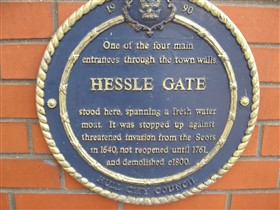 19 90
One of the four main
entrances through the town walls
HESSLE GATE
stood here, spanning a fresh water
moat. It was stopped up against
threatened invasion from the Scots
in 1640, not reopened until 1761,
and demolished c1800.
HULL CITY COUNCIL